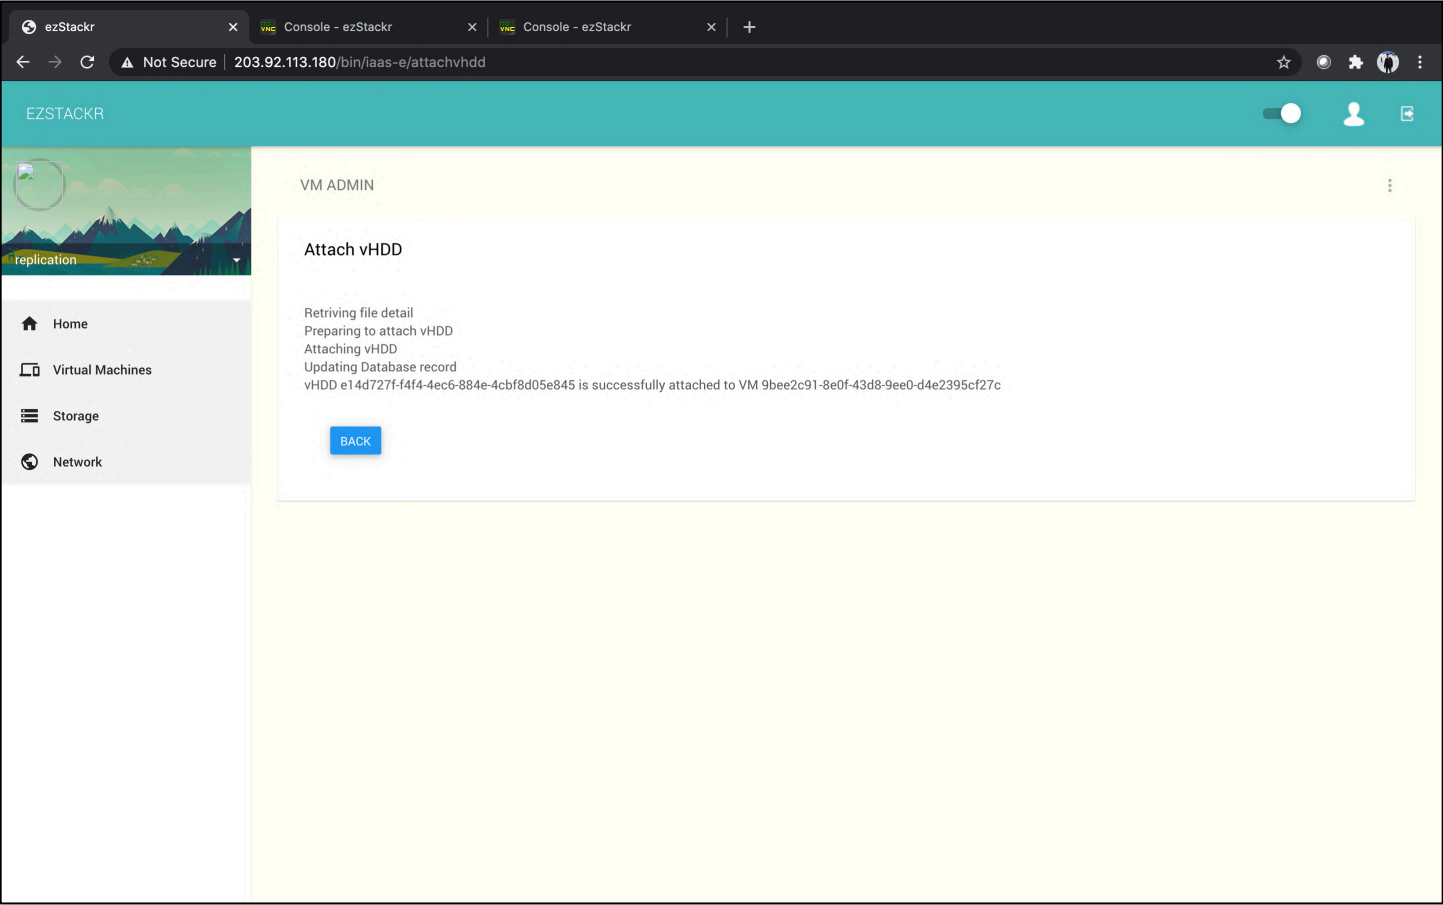 ezStackr
Console - ezStackr
Console - ezStackr
Not Secure | 203.92.113.180/bin/iaas-e/attachvhdd
EZSTACKR
replication
Home
Virtual Machines
Storage
Network
VM ADMIN
Attach vHDD
Retriving file detail
Preparing to attach vHDD
Attaching vHDD
Updating Database record
vHDD e14d727f-f4f4-4ec6-884e-4cbf8d05e845 is successfully attached to VM 9bee2c91-8e0f-43d8-9ee0-d4e2395cf27c
BACK